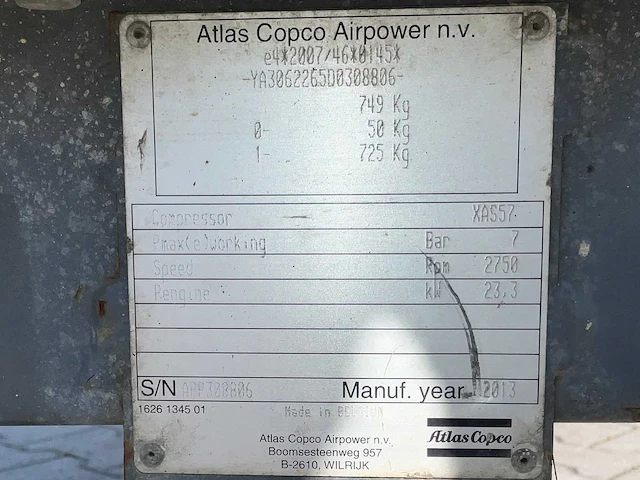 Atlas Copco Airpower n.v.
e4*2007/46*0145*
-YA3062265D0308806-
749 Kg
0- 50 Kg
1- 725 Kg
Compressor XAS57
Pmax(e)working Bar 7
Speed Rpm 2750
Pengine kW 23,3
S/N APP308806 Manuf. year 2013
1626 1345 01 Made in BELGIUM
Atlas Copco Airpower n.v.
Boomsesteenweg 957
B-2610, WILRIJK
Atlas Copco